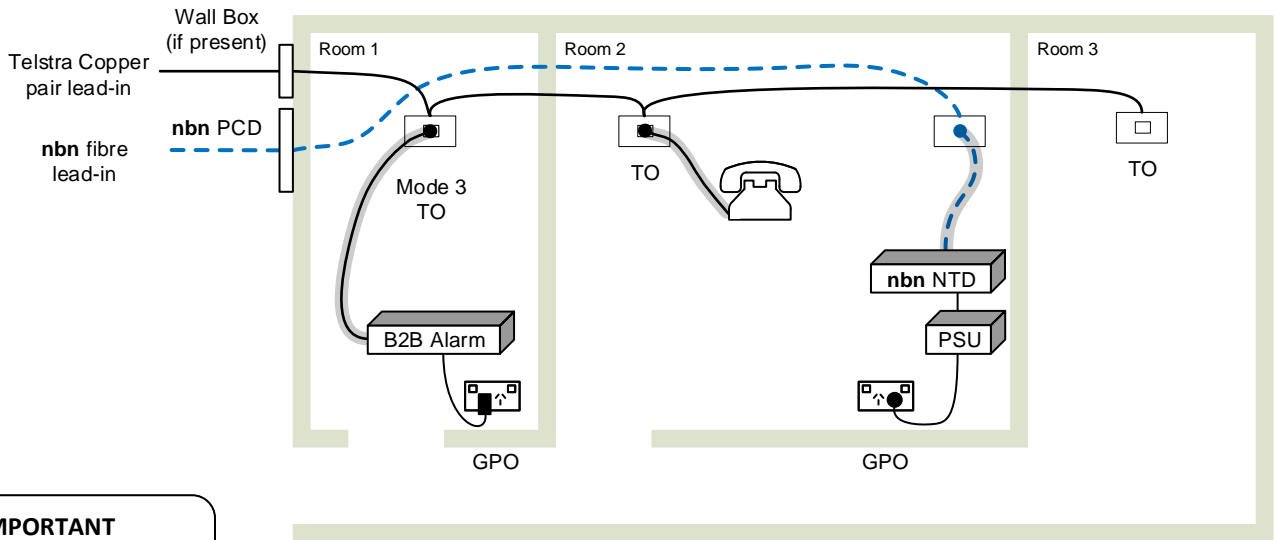 Wall Box
(if present)
Telstra Copper
pair lead-in
nbn PCD
nbn fibre
lead-in
Room 1
Room 2
Room 3
Mode 3
TO
TO
TO
nbn NTD
B2B Alarm
PSU
GPO
GPO
MPORTANT